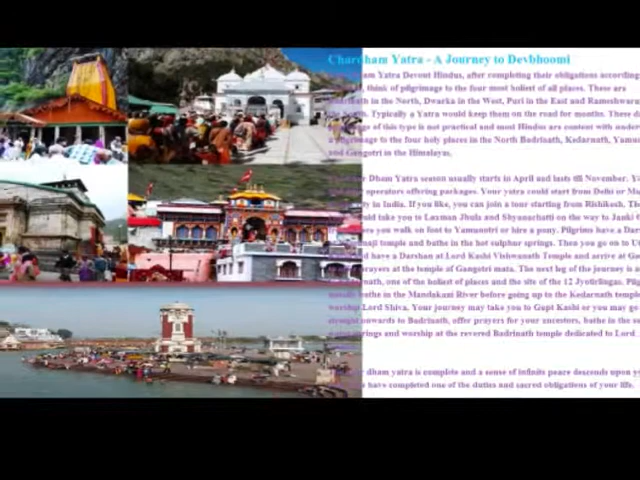 Chardham Yatra - A Journey to Devbhoomi
Yatra Devout Hindus, after completing their obligations according
think of pilgrimage to the four most holiest of all places. These are
in the North, Dwarka in the West, Puri in the East and Rameshwaram
Typically a Yatra would keep them on the road for months. These
of this type is not practical and most Hindus are content with
pilgrimage to the four holy places in the North Badrinath, Kedarnath,
and Gangotri in the Himalayas.
Dham Yatra season usually starts in April and lasts till November.
operators offering packages. Your yatra could start from Delhi or
in India. If you like, you can join a tour starting from Rishikesh.
take you to Laxman Jhula and Shyanachatti on the way to Janki
you walk on foot to Yamunotri or hire a pony. Pilgrims have a
temple and bathe in the hot sulphur springs. Then you go on to
have a Darshan at Lord Kashi Vishwanath Temple and arrive at
prayers at the temple of Gangotri mata. The next leg of the journey is
one of the holiest of places and the site of the 12 Jyotirlingas.
bathe in the Mandakini River before going up to the Kedarnath
Lord Shiva. Your journey may take you to Gupt Kashi or you may go
onwards to Badrinath, offer prayers for your ancestors, bathe in the
springs and worship at the revered Badrinath temple dedicated to Lord
dham yatra is complete and a sense of infinite peace descends upon
have completed one of the duties and sacred obligations of your life.